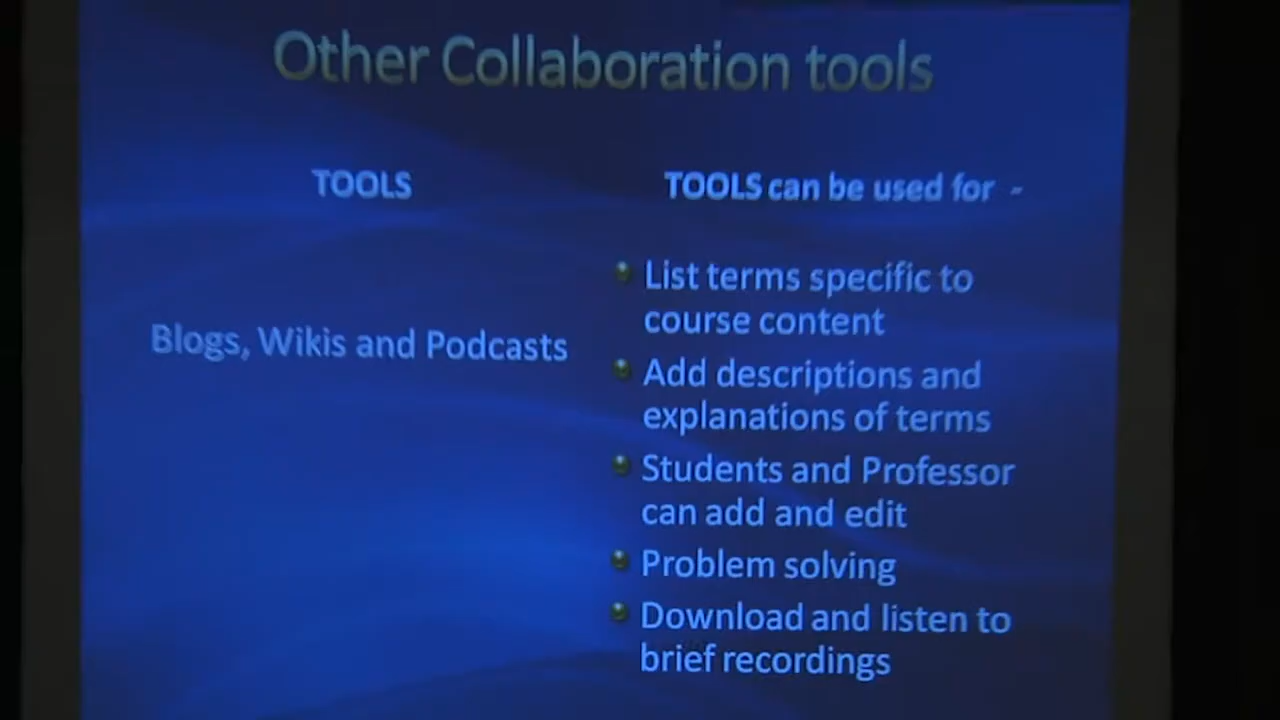 Other Collaboration tools
TOOLS
TOOLS can be used for -
Blogs, Wikis and Podcasts
List terms specific to
course content
Add descriptions and
explanations of terms
Students and Professor
can add and edit
Problem solving
Download and listen to
brief recordings